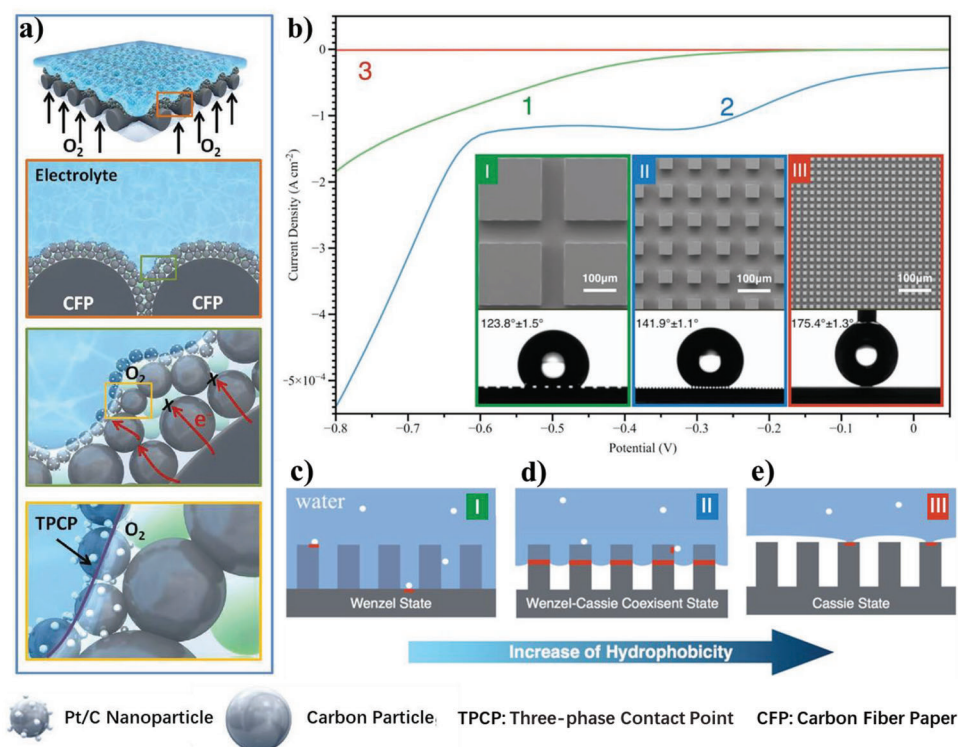 a)
O₂
O₂
Electrolyte
CFP
CFP
O₂
X
X
e
TPCP
O₂
b)
0
−1
−2
−3
−4
−5×10⁻⁴
Current Density (A cm⁻²)
3
1
2
I
II
III
100μm
100μm
100μm
123.8°±1.5°
141.9°±1.1°
175.4°±1.3°
−0.8
−0.7
−0.6
−0.5
−0.4
−0.3
−0.2
−0.1
0.0
Potential (V)
c)
d)
e)
water
I
II
III
Wenzel State
Wenzel-Cassie Coexisent State
Cassie State
Increase of Hydrophobicity
Pt/C Nanoparticle
Carbon Particle
TPCP: Three-phase Contact Point
CFP: Carbon Fiber Paper